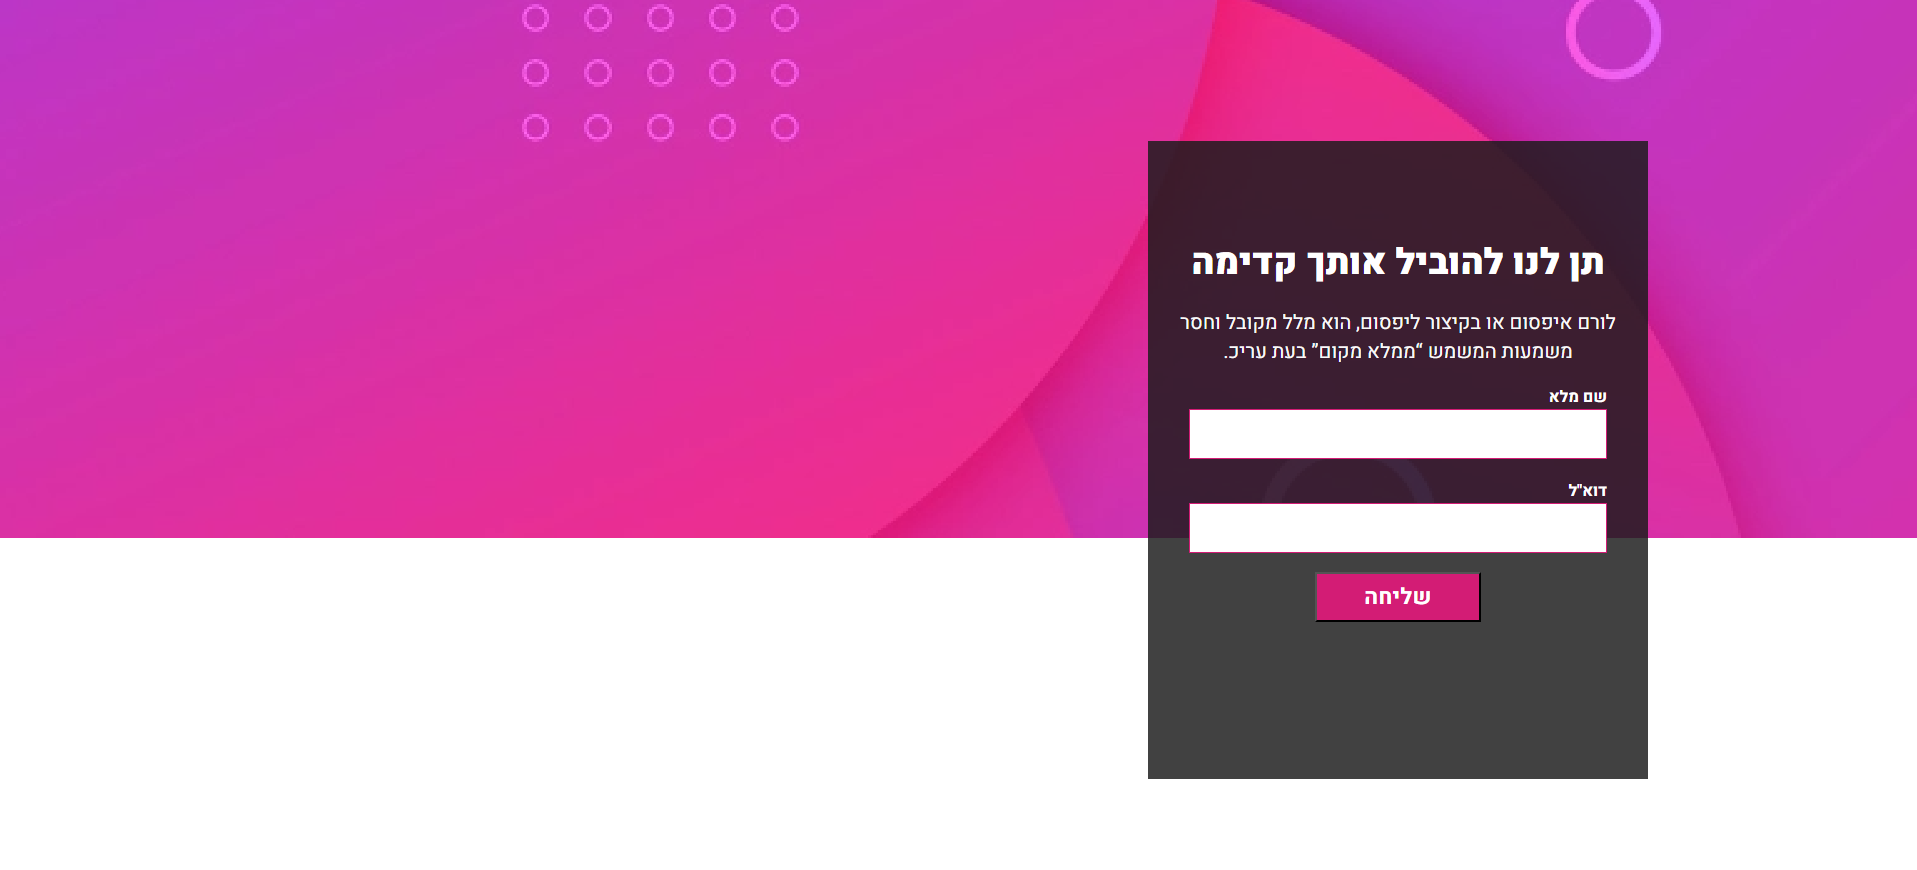 תן לנו להוביל אותך קדימה
לורם איפסום או בקיצור ליפסום, הוא מלל מקובל וחסר
משמעות המשמש “ממלא מקום” בעת עריכ.
שם מלא
דוא"ל
שליחה